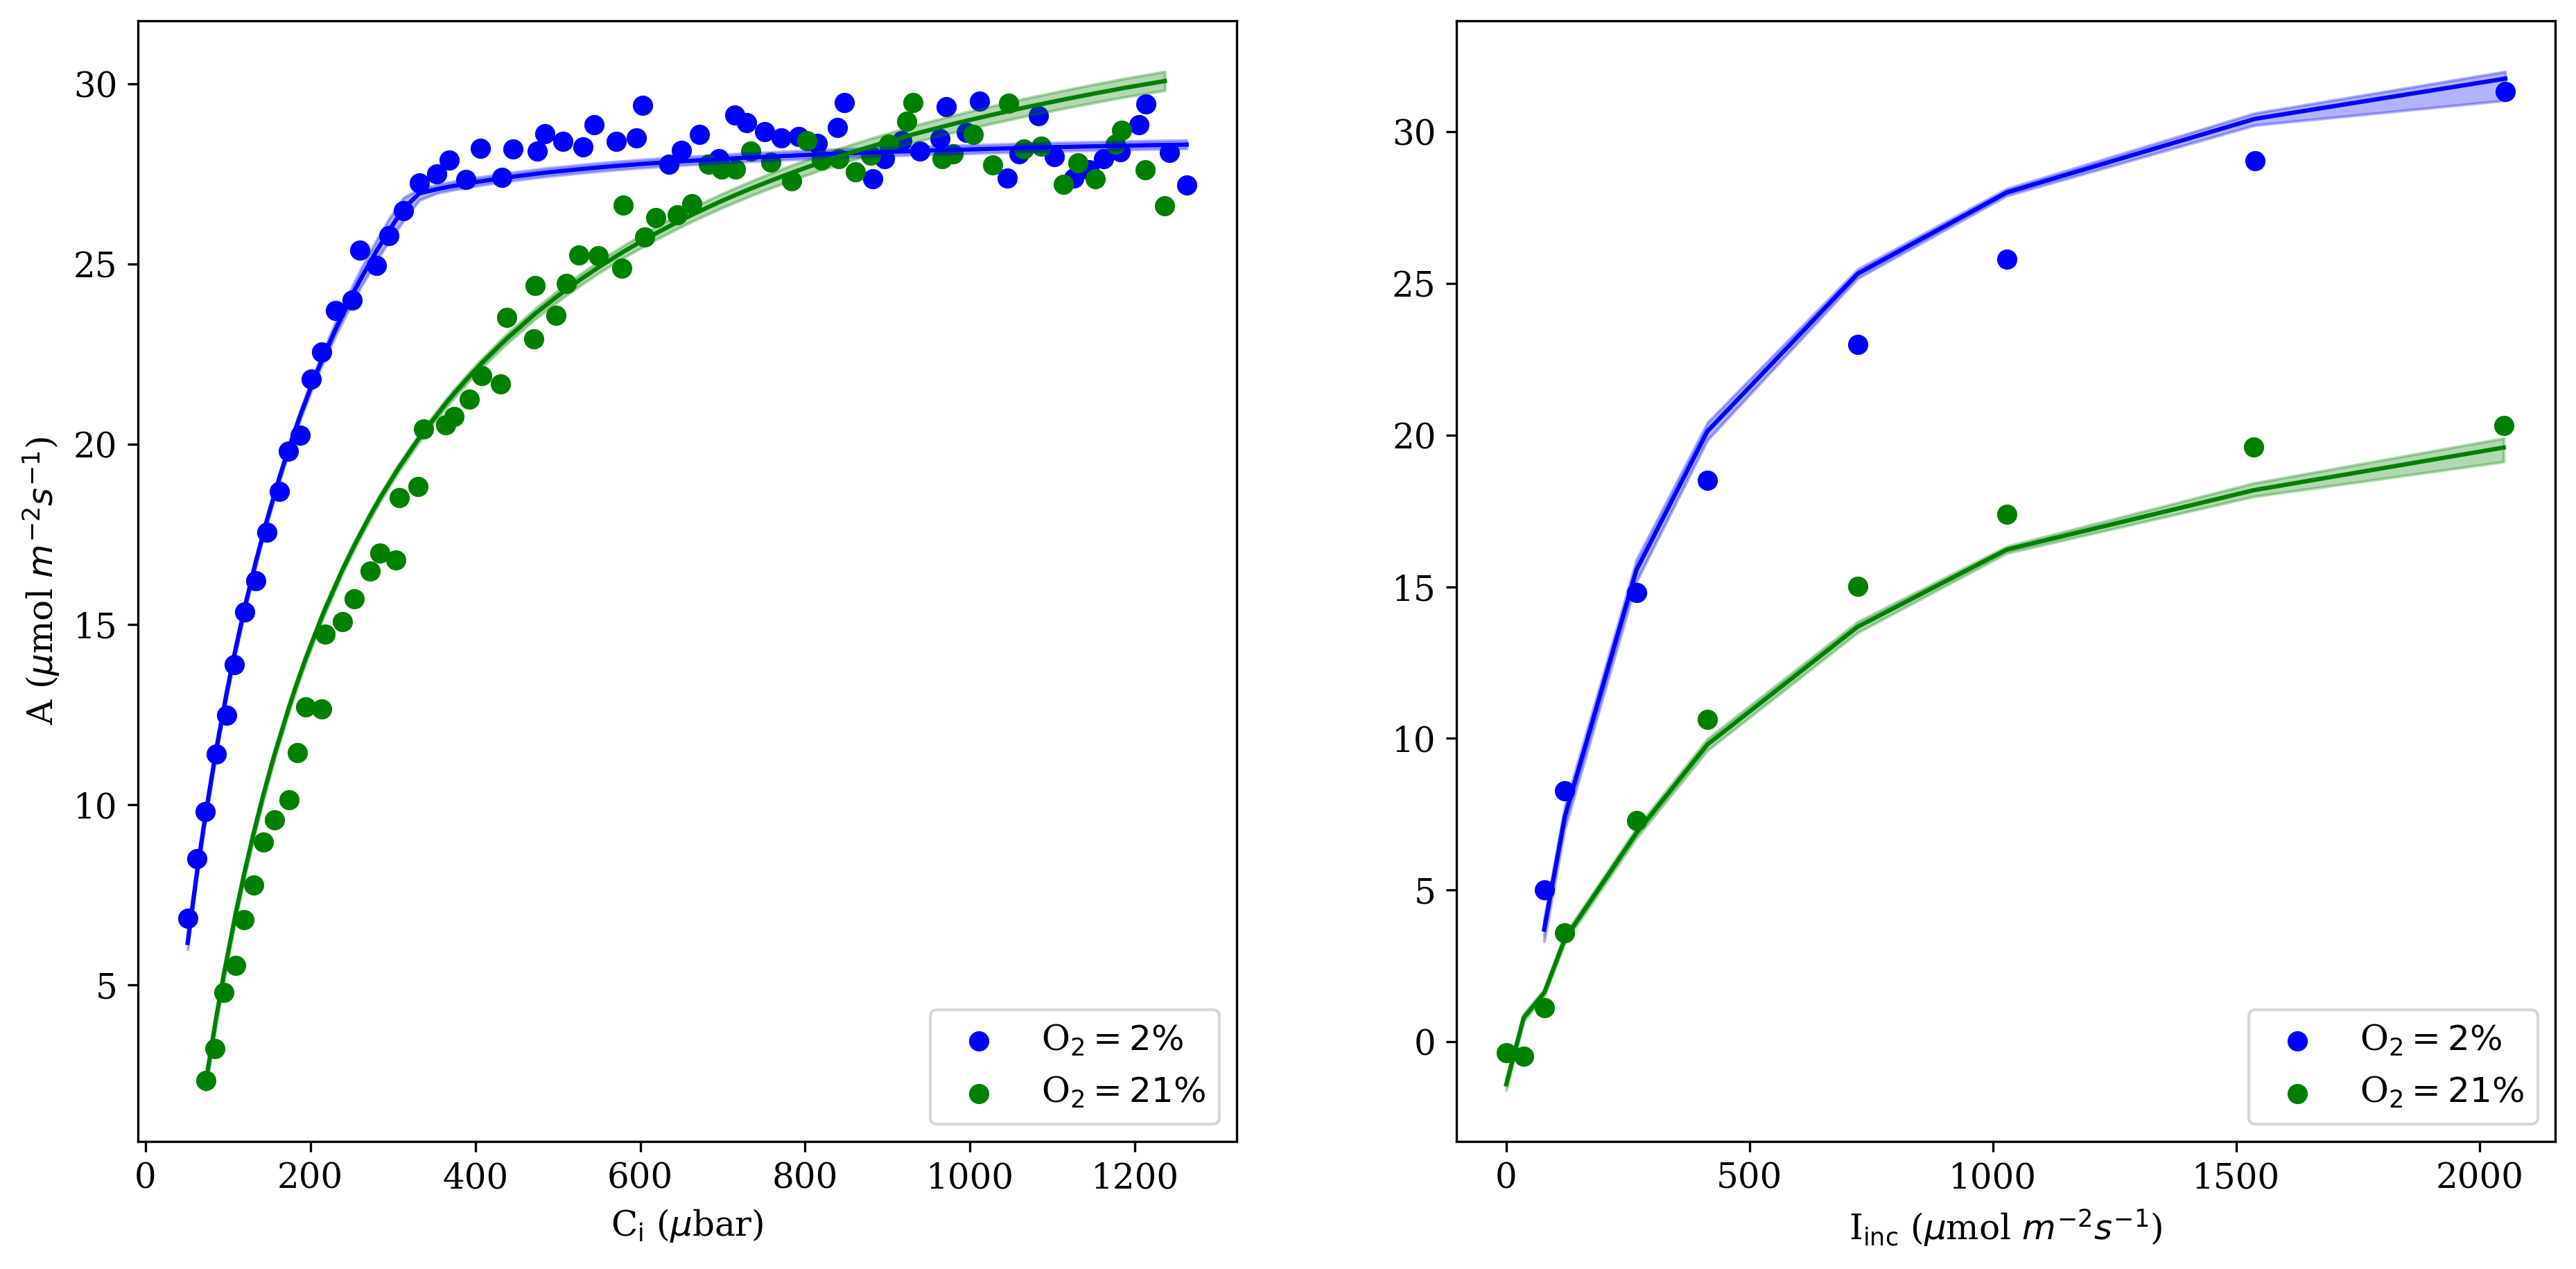 A (μmol m⁻²s⁻¹)
30
25
20
15
10
5
0 200 400 600 800 1000 1200
Cᵢ (μbar)
O₂ = 2%
O₂ = 21%
30
25
20
15
10
5
0
0 500 1000 1500 2000
I_inc (μmol m⁻²s⁻¹)
O₂ = 2%
O₂ = 21%